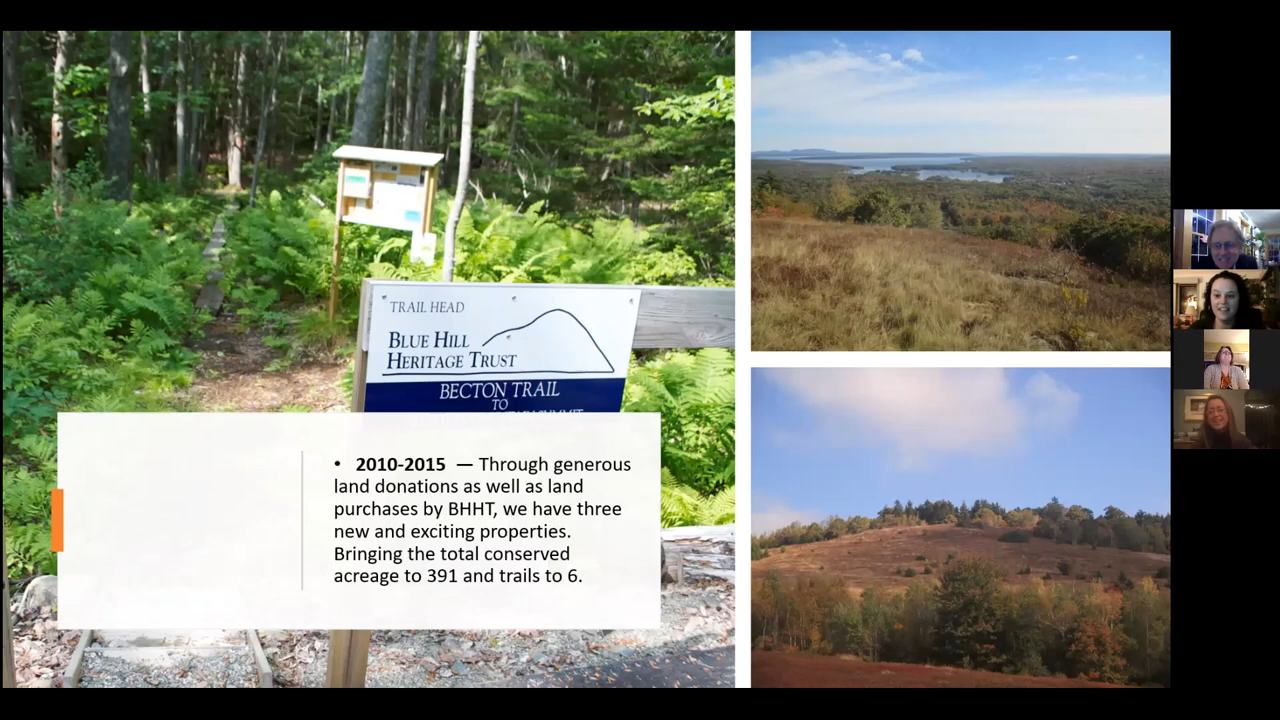 TRAIL HEAD
BLUE HILL
HERITAGE TRUST
BECTON TRAIL
TO
• 2010-2015 — Through generous
land donations as well as land
purchases by BHHT, we have three
new and exciting properties.
Bringing the total conserved
acreage to 391 and trails to 6.